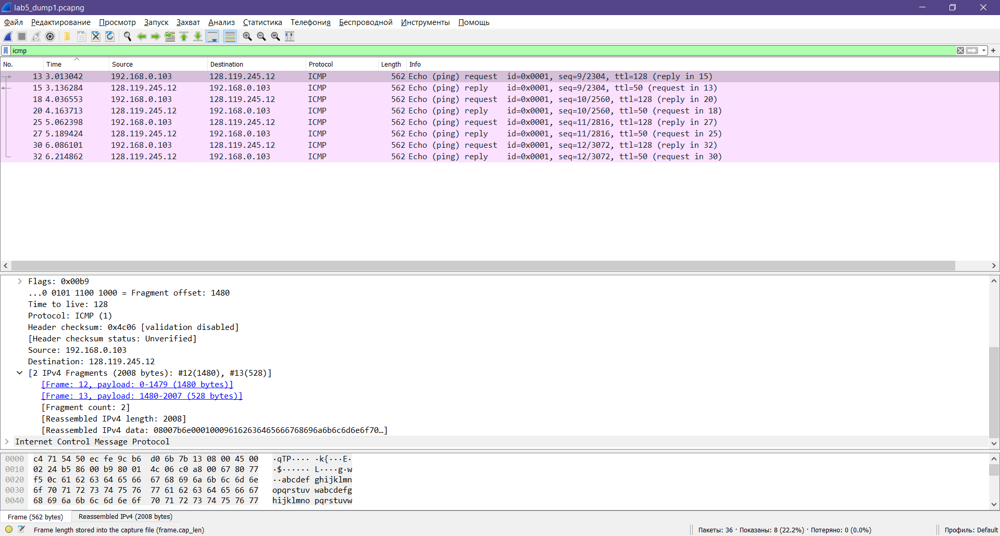 lab5_dump1.pcapng
Файл Редактирование Просмотр Запуск Захват Анализ Статистика Телефония Беспроводной Инструменты Помощь
icmp
No. Time Source Destination Protocol Length Info
13 3.013042 192.168.0.103 128.119.245.12 ICMP 562 Echo (ping) request id=0x0001, seq=9/2304, ttl=128 (reply in 15)
15 3.136284 128.119.245.12 192.168.0.103 ICMP 562 Echo (ping) reply id=0x0001, seq=9/2304, ttl=50 (request in 13)
18 4.036553 192.168.0.103 128.119.245.12 ICMP 562 Echo (ping) request id=0x0001, seq=10/2560, ttl=128 (reply in 20)
20 4.163713 128.119.245.12 192.168.0.103 ICMP 562 Echo (ping) reply id=0x0001, seq=10/2560, ttl=50 (request in 18)
25 5.062398 192.168.0.103 128.119.245.12 ICMP 562 Echo (ping) request id=0x0001, seq=11/2816, ttl=128 (reply in 27)
27 5.189424 128.119.245.12 192.168.0.103 ICMP 562 Echo (ping) reply id=0x0001, seq=11/2816, ttl=50 (request in 25)
30 6.086101 192.168.0.103 128.119.245.12 ICMP 562 Echo (ping) request id=0x0001, seq=12/3072, ttl=128 (reply in 32)
32 6.214862 128.119.245.12 192.168.0.103 ICMP 562 Echo (ping) reply id=0x0001, seq=12/3072, ttl=50 (request in 30)
Flags: 0x00b9
...0 0101 1100 1000 = Fragment offset: 1480
Time to live: 128
Protocol: ICMP (1)
Header checksum: 0x4c06 [validation disabled]
[Header checksum status: Unverified]
Source: 192.168.0.103
Destination: 128.119.245.12
[2 IPv4 Fragments (2008 bytes): #12(1480), #13(528)]
[Frame: 12, payload: 0-1479 (1480 bytes)]
[Frame: 13, payload: 1480-2007 (528 bytes)]
[Fragment count: 2]
[Reassembled IPv4 length: 2008]
[Reassembled IPv4 data: 08007b6e000100096162636465666768696a6b6c6d6e6f70…]
Internet Control Message Protocol
0000 c4 71 54 50 ec fe 9c b6 d0 6b 7b 13 08 00 45 00 ·qTP···· ·k{···E·
0010 02 24 b5 86 00 b9 80 01 4c 06 c0 a8 00 67 80 77 ·$······ L····g·w
0020 f5 0c 61 62 63 64 65 66 67 68 69 6a 6b 6c 6d 6e ··abcdef ghijklmn
0030 6f 70 71 72 73 74 75 76 77 61 62 63 64 65 66 67 opqrstuv wabcdefg
0040 68 69 6a 6b 6c 6d 6e 6f 70 71 72 73 74 75 76 77 hijklmno pqrstuvw
Frame (562 bytes) Reassembled IPv4 (2008 bytes)
Frame length stored into the capture file (frame.cap_len) Пакеты: 36 · Показаны: 8 (22.2%) · Потеряно: 0 (0.0%) Профиль: Default